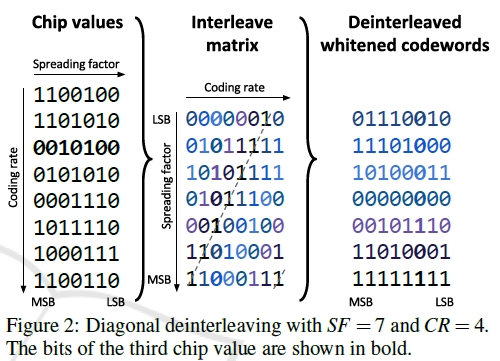 Chip values
Spreading factor
Coding rate
1100100
1101010
0010100
0101010
0001110
1011110
1000111
1100110
MSB LSB
Interleave
matrix
Coding rate
Spreading factor
LSB
00000010
01011111
10101111
01011100
00100100
11010001
MSB 11000111
Deinterleaved
whitened codewords
01110010
11101000
10100011
00000000
00101110
11010001
11111111
MSB LSB
Figure 2: Diagonal deinterleaving with SF = 7 and CR = 4.
The bits of the third chip value are shown in bold.